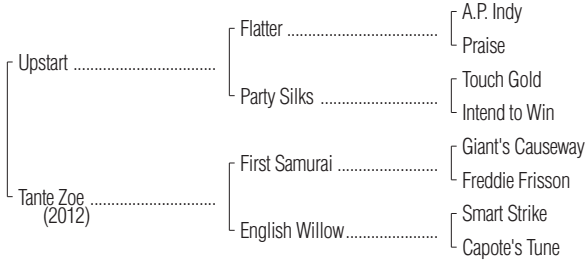 A.P. Indy
Flatter ................................
Praise
Upstart ....................................
Touch Gold
Party Silks ...........................
Intend to Win
Giant's Causeway
First Samurai .......................
Freddie Frisson
Tante Zoe ...............................
(2012)
Smart Strike
English Willow.....................
Capote's Tune